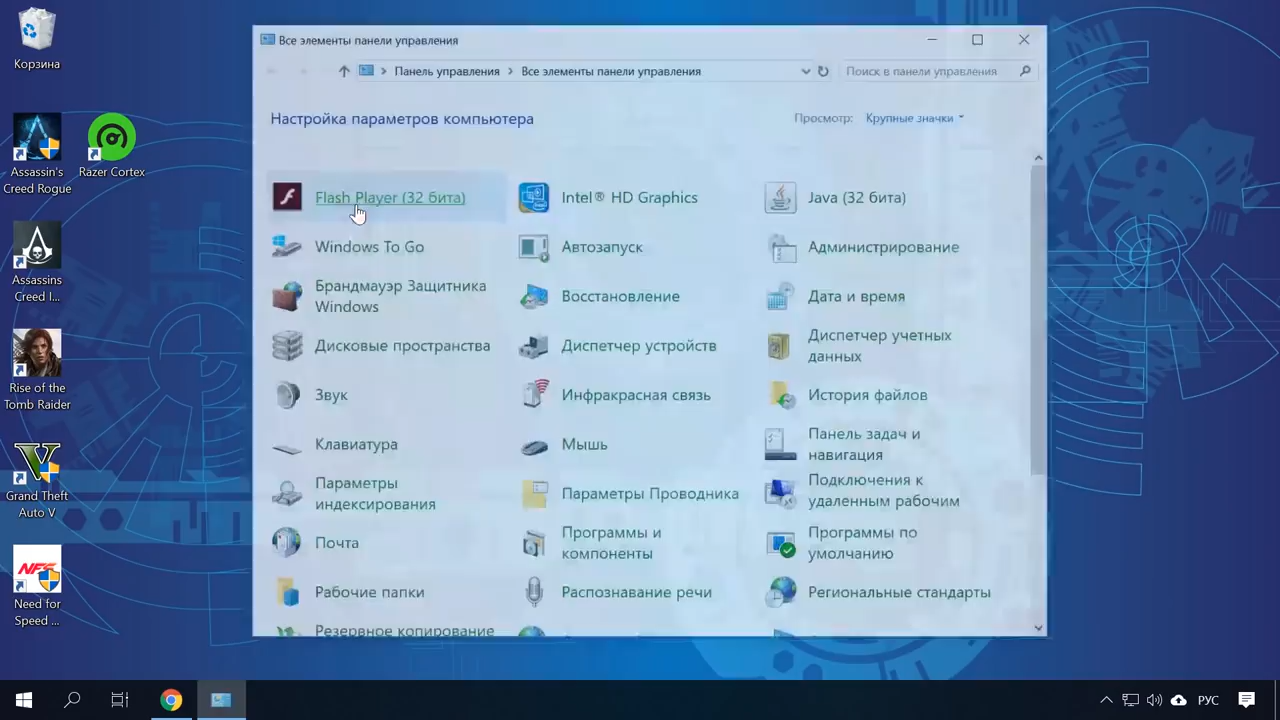 Корзина
Assassin's
Creed Rogue
Razer Cortex
Assassins
Creed I...
Rise of the
Tomb Raider
Grand Theft
Auto V
NFS
Need for
Speed ...
Все элементы панели управления
Панель управления
Все элементы панели управления
Поиск в панели управления
Настройка параметров компьютера
Просмотр:
Крупные значки
Flash Player (32 бита)
Intel® HD Graphics
Java (32 бита)
Windows To Go
Автозапуск
Администрирование
Брандмауэр Защитника
Windows
Восстановление
Дата и время
Дисковые пространства
Диспетчер устройств
Диспетчер учетных
данных
Звук
Инфракрасная связь
История файлов
Клавиатура
Мышь
Панель задач и
навигация
Параметры
индексирования
Параметры Проводника
Подключения к
удаленным рабочим
Почта
Программы и
компоненты
Программы по
умолчанию
Рабочие папки
Распознавание речи
Региональные стандарты
Резервное копирование
РУС